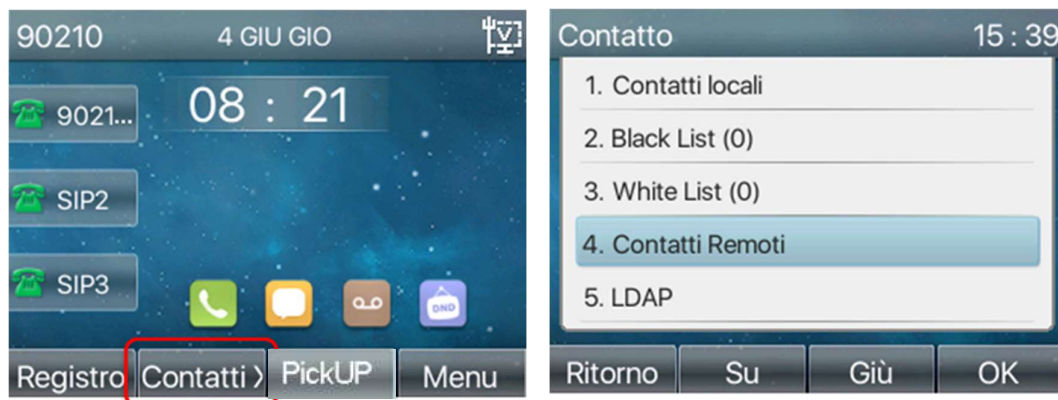 90210 4 GIU GIO
08 : 21
9021...
SIP2
SIP3
DND
Registro Contatti PickUP Menu
Contatto 15 : 39
1. Contatti locali
2. Black List (0)
3. White List (0)
4. Contatti Remoti
5. LDAP
Ritorno Su Giù OK